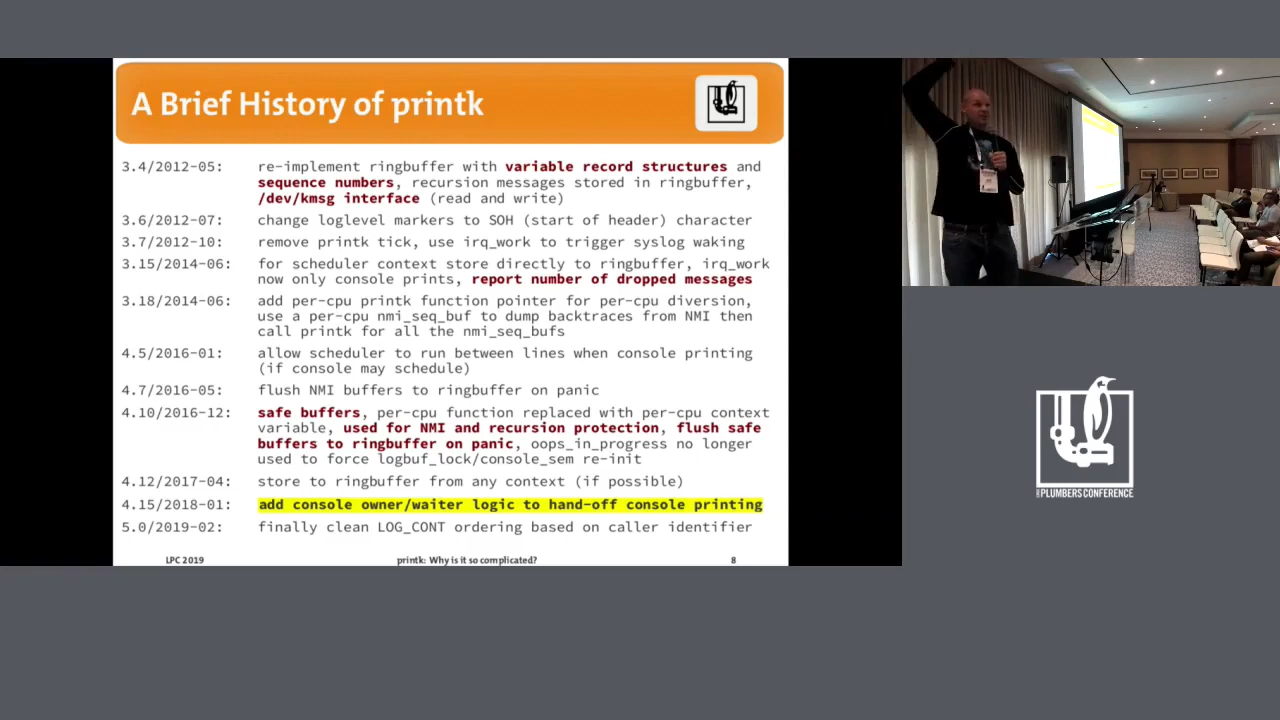 A Brief History of printk
3.4/2012-05: re-implement ringbuffer with variable record structures and
sequence numbers, recursion messages stored in ringbuffer,
/dev/kmsg interface (read and write)
3.6/2012-07: change loglevel markers to SOH (start of header) character
3.7/2012-10: remove printk tick, use irq_work to trigger syslog waking
3.15/2014-06: for scheduler context store directly to ringbuffer, irq_work
now only console prints, report number of dropped messages
3.18/2014-06: add per-cpu printk function pointer for per-cpu diversion,
use a per-cpu nmi_seq_buf to dump backtraces from NMI then
call printk for all the nmi_seq_bufs
4.5/2016-01: allow scheduler to run between lines when console printing
(if console may schedule)
4.7/2016-05: flush NMI buffers to ringbuffer on panic
4.10/2016-12: safe buffers, per-cpu function replaced with per-cpu context
variable, used for NMI and recursion protection, flush safe
buffers to ringbuffer on panic, oops_in_progress no longer
used to force logbuf_lock/console_sem re-init
4.12/2017-04: store to ringbuffer from any context (if possible)
4.15/2018-01: add console owner/waiter logic to hand-off console printing
5.0/2019-02: finally clean LOG_CONT ordering based on caller identifier
LPC 2019 printk: Why is it so complicated? 8
PLUMBERS CONFERENCE